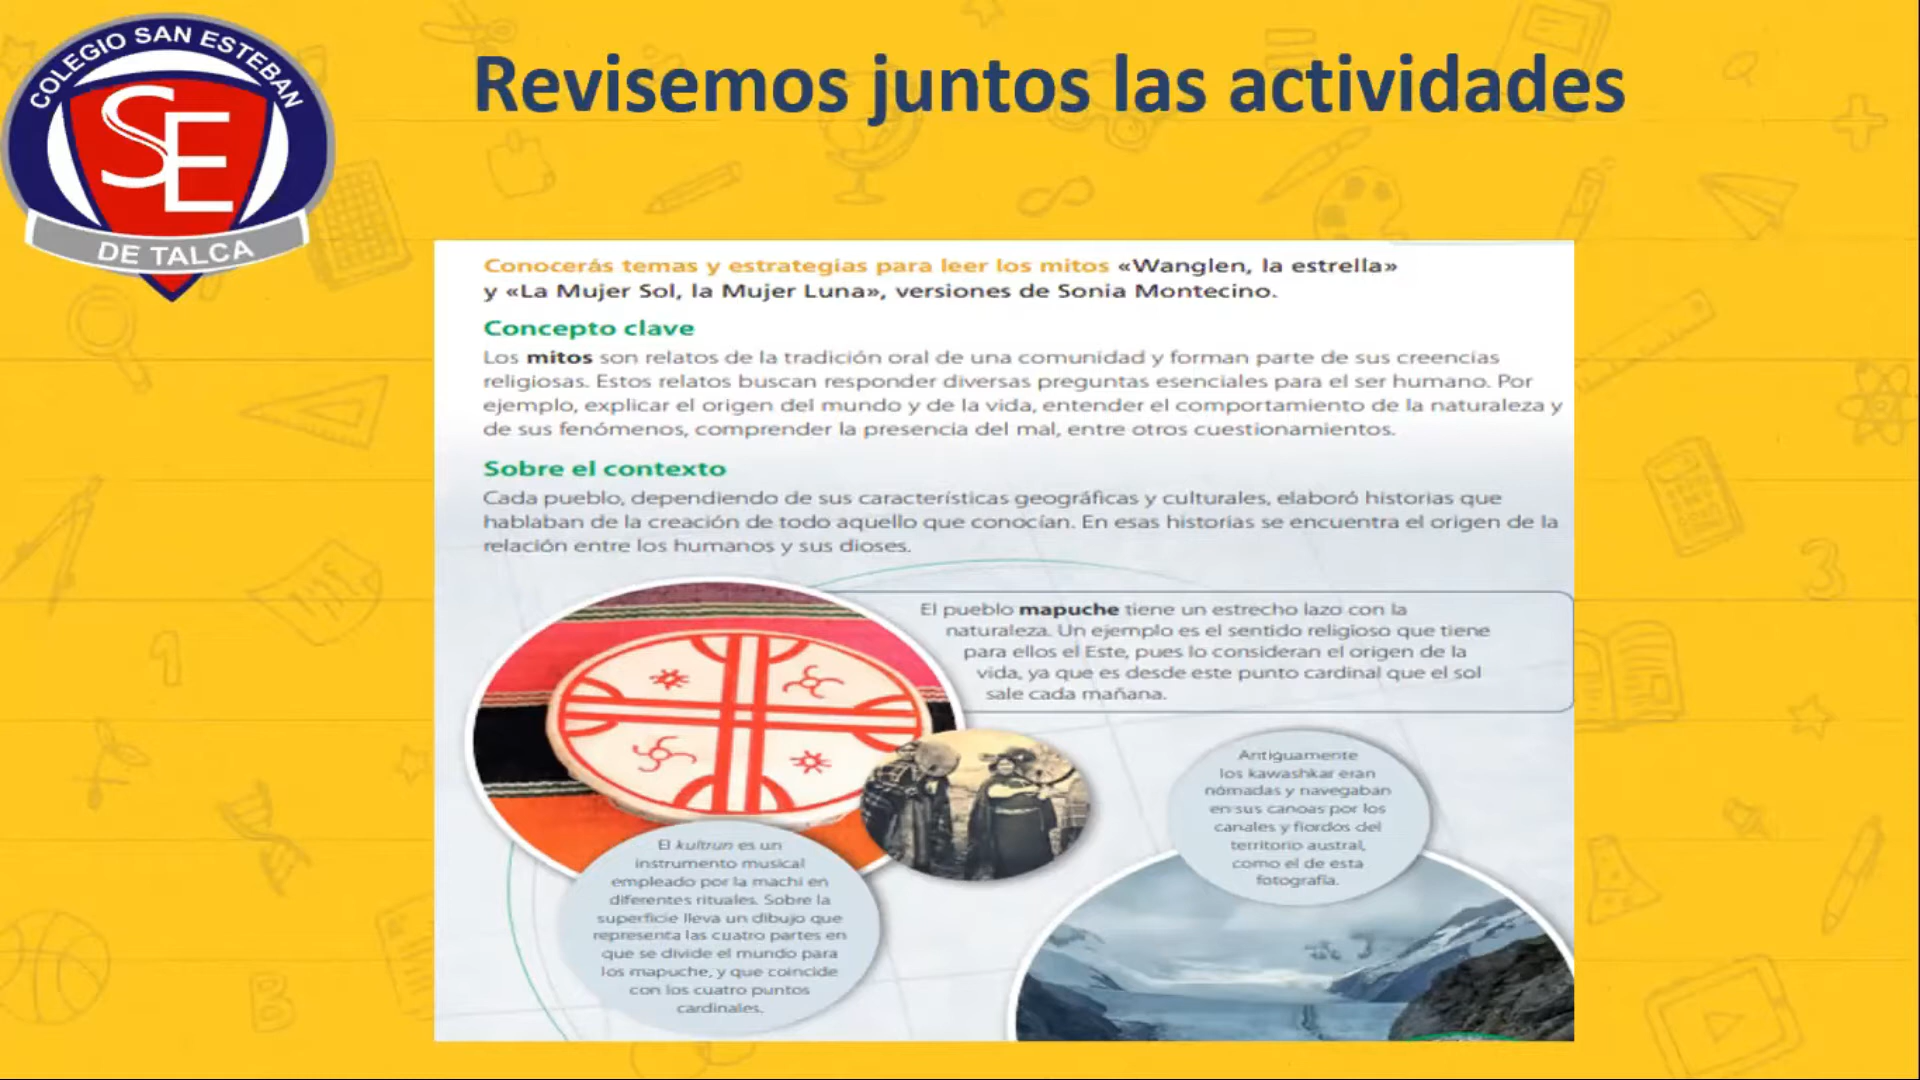 COLEGIO SAN ESTEBAN
SE
DE TALCA
Revisemos juntos las actividades
Conocerás temas y estrategias para leer los mitos «Wanglen, la estrella»
y «La Mujer Sol, la Mujer Luna», versiones de Sonia Montecino.
Concepto clave
Los mitos son relatos de la tradición oral de una comunidad y forman parte de sus creencias
religiosas. Estos relatos buscan responder diversas preguntas esenciales para el ser humano. Por
ejemplo, explicar el origen del mundo y de la vida, entender el comportamiento de la naturaleza y
de sus fenómenos, comprender la presencia del mal, entre otros cuestionamientos.
Sobre el contexto
Cada pueblo, dependiendo de sus características geográficas y culturales, elaboró historias que
hablaban de la creación de todo aquello que conocían. En esas historias se encuentra el origen de la
relación entre los humanos y sus dioses.
El pueblo mapuche tiene un estrecho lazo con la
naturaleza. Un ejemplo es el sentido religioso que tiene
para ellos el Este, pues lo consideran el origen de la
vida, ya que es desde este punto cardinal que el sol
sale cada mañana.
Antiguamente
los kawashkar eran
nómadas y navegaban
en sus canoas por los
canales y fiordos del
territorio austral,
como el de esta
fotografía.
El kultrun es un
instrumento musical
empleado por la machi en
diferentes rituales. Sobre la
superficie lleva un dibujo que
representa las cuatro partes en
que se divide el mundo para
los mapuche, y que coincide
con los cuatro puntos
cardinales.
1
3
B